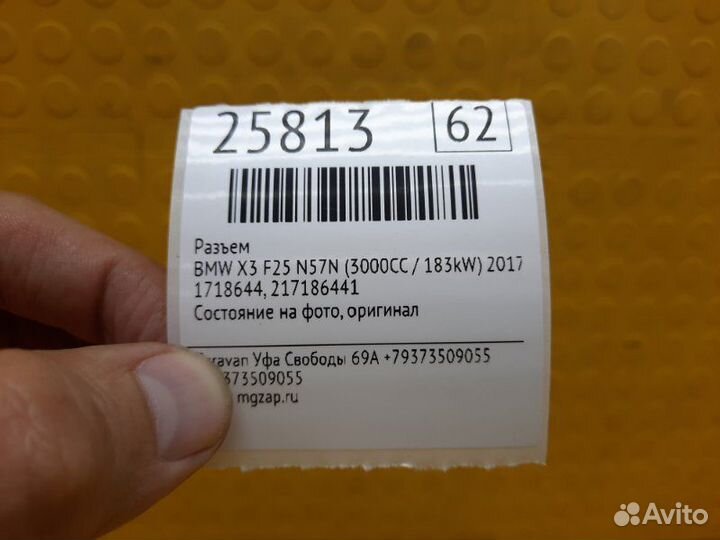 25813 62
Разъем
BMW X3 F25 N57N (3000CC / 183kW) 2017
1718644, 217186441
Состояние на фото, оригинал
Уфа Свободы 69А +79373509055
373509055
mgzap.ru
Avito